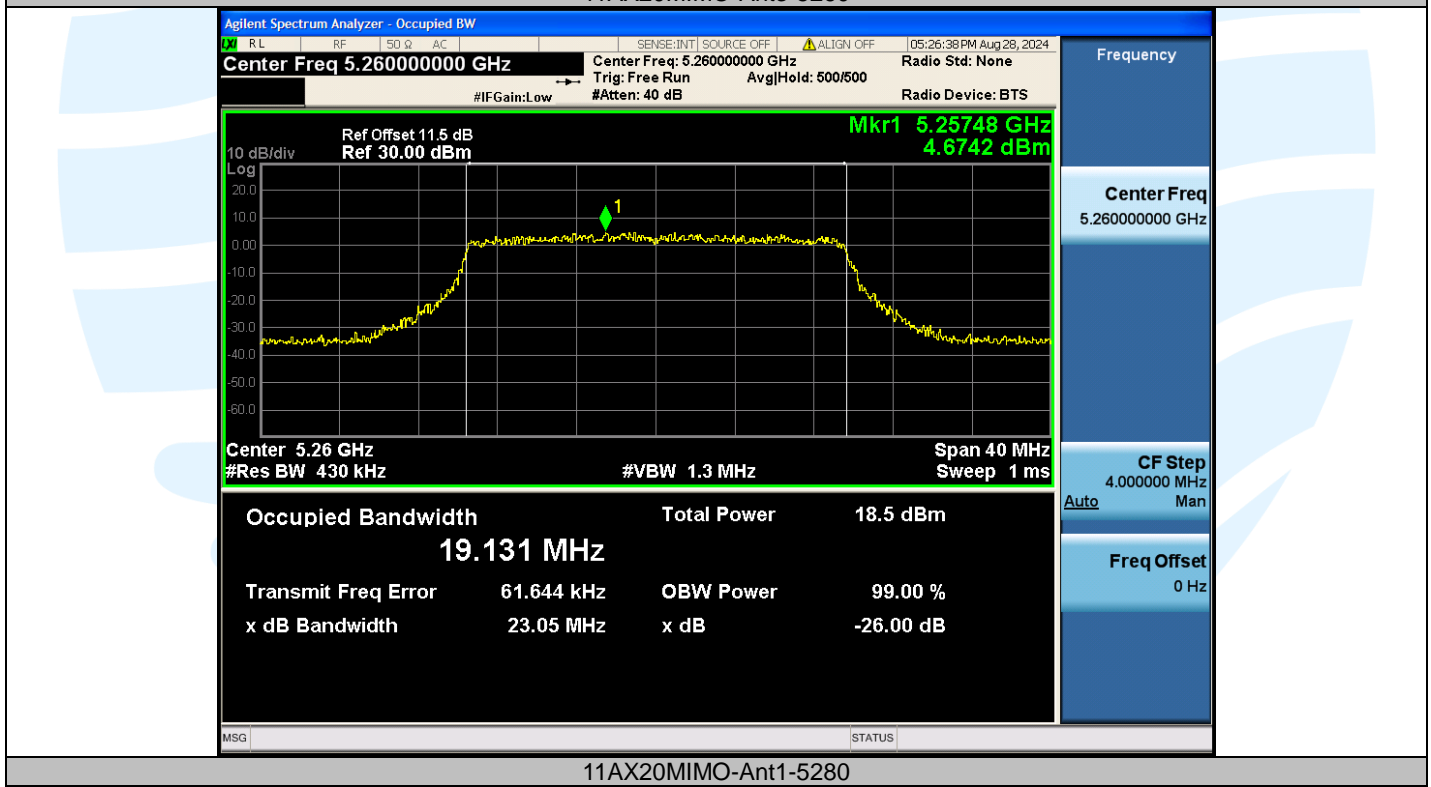 Agilent Spectrum Analyzer - Occupied BW
LXI RL RF 50 Ω AC SENSE:INT SOURCE OFF ALIGN OFF 05:26:38 PM Aug 28, 2024
Center Freq 5.260000000 GHz
Center Freq: 5.260000000 GHz
Radio Std: None
Trig: Free Run Avg|Hold: 500/500
#IFGain:Low #Atten: 40 dB Radio Device: BTS
Frequency
Mkr1 5.25748 GHz
4.6742 dBm
Ref Offset 11.5 dB
10 dB/div Ref 30.00 dBm
Log
20.0
10.0
0.00
-10.0
-20.0
-30.0
-40.0
-50.0
-60.0
1
Center 5.26 GHz Span 40 MHz
#Res BW 430 kHz #VBW 1.3 MHz Sweep 1 ms
Occupied Bandwidth Total Power 18.5 dBm
19.131 MHz
Transmit Freq Error 61.644 kHz OBW Power 99.00 %
x dB Bandwidth 23.05 MHz x dB -26.00 dB
Center Freq
5.260000000 GHz
CF Step
4.000000 MHz
Auto Man
Freq Offset
0 Hz
MSG STATUS
11AX20MIMO-Ant1-5280